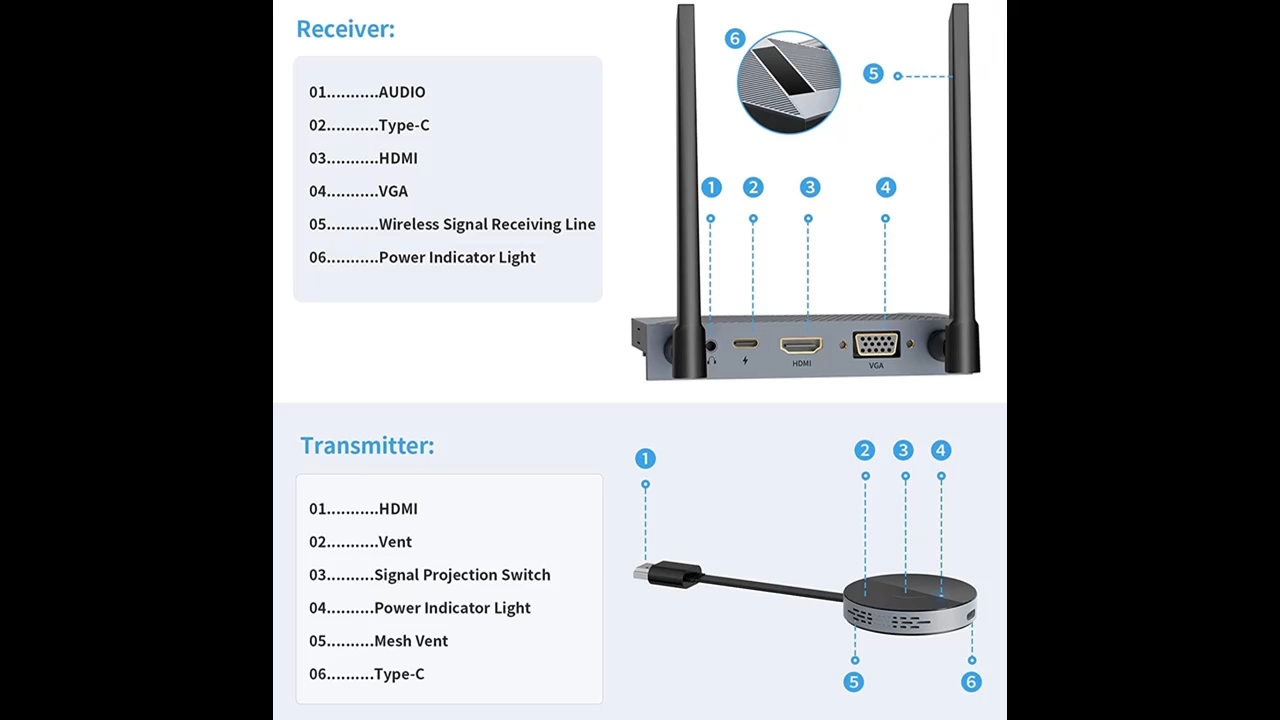 Receiver:
01...........AUDIO
02...........Type-C
03...........HDMI
04...........VGA
05...........Wireless Signal Receiving Line
06...........Power Indicator Light
6
5
1 2 3 4
HDMI
VGA
Transmitter:
01...........HDMI
02...........Vent
03..........Signal Projection Switch
04..........Power Indicator Light
05..........Mesh Vent
06..........Type-C
1
2 3 4
5 6